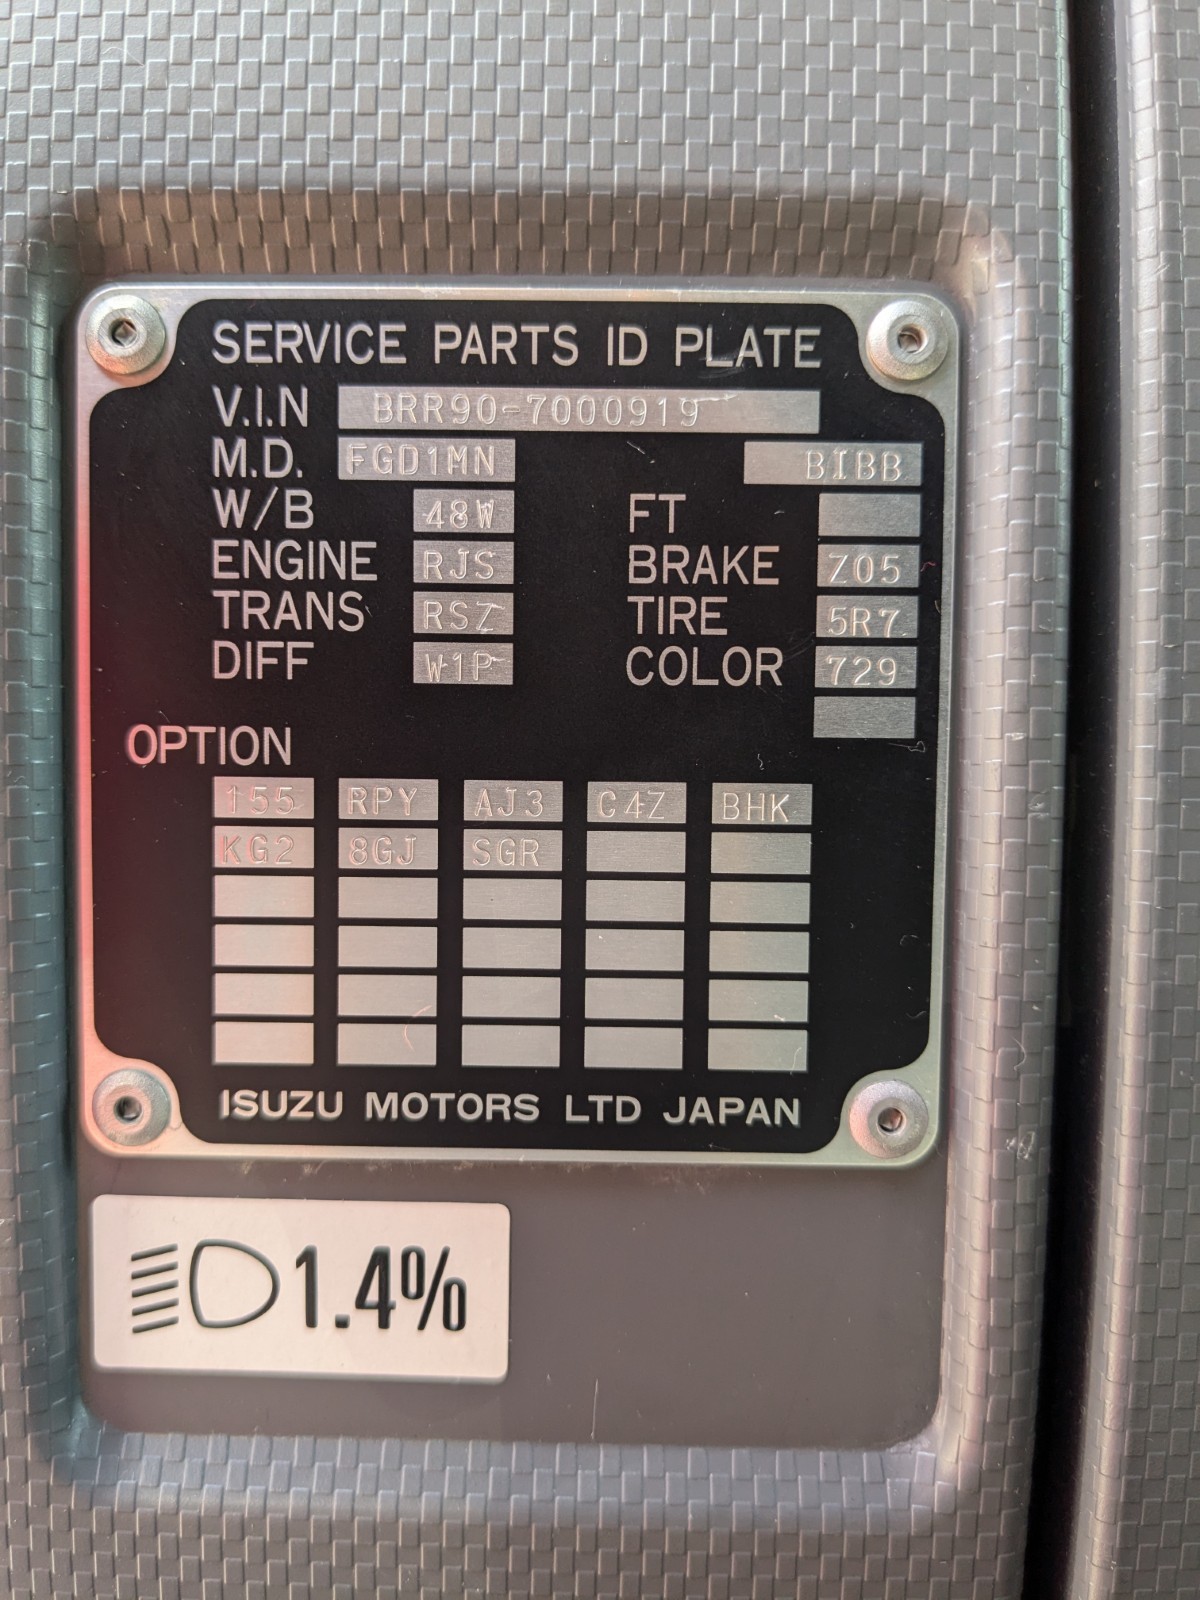 SERVICE PARTS ID PLATE
V.I.N BRR90-7000919
M.D. FGD1MN BIBB
W/B 48W FT
ENGINE RJS BRAKE Z05
TRANS RSZ TIRE 5R7
DIFF W1P COLOR 729
OPTION
155 RPY AJ3 C4Z BHK
KG2 8GJ SGR
ISUZU MOTORS LTD JAPAN
1.4%